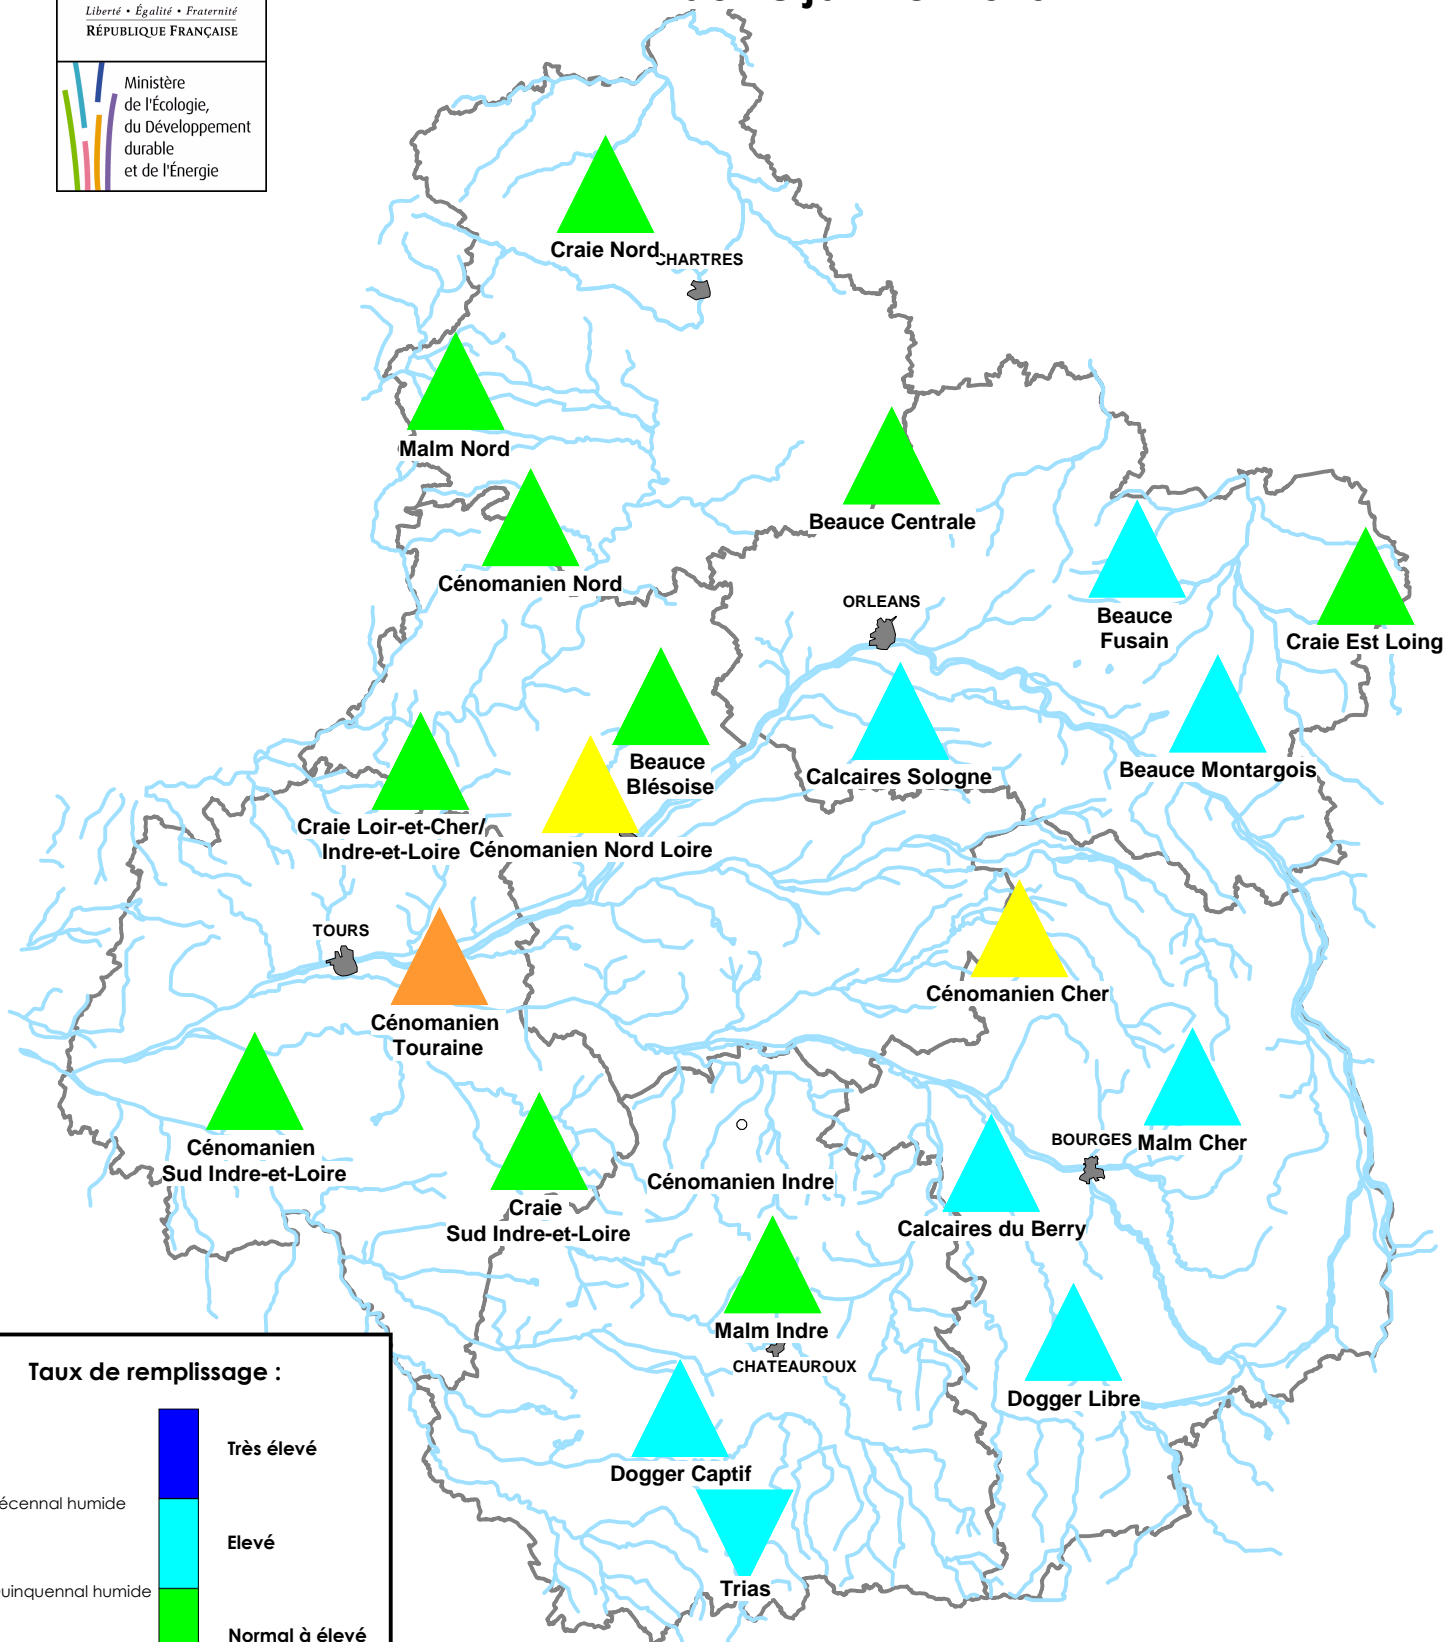 Liberté • Égalité • Fraternité
RÉPUBLIQUE FRANÇAISE
Ministère
de l'Écologie,
du Développement
durable
et de l'Énergie
Craie Nord
CHARTRES
Malm Nord
Beauce Centrale
Cénomanien Nord
ORLEANS
Beauce
Fusain
Craie Est Loing
Beauce
Blésoise
Calcaires Sologne
Beauce Montargois
Craie Loir-et-Cher/
Indre-et-Loire
Cénomanien Nord Loire
TOURS
Cénomanien Cher
Cénomanien
Touraine
Cénomanien
Sud Indre-et-Loire
BOURGES
Malm Cher
Cénomanien Indre
Craie
Sud Indre-et-Loire
Calcaires du Berry
Malm Indre
CHATEAUROUX
Dogger Libre
Dogger Captif
Trias
Taux de remplissage :
Très élevé
écennal humide
Elevé
uinquennal humide
Normal à élevé